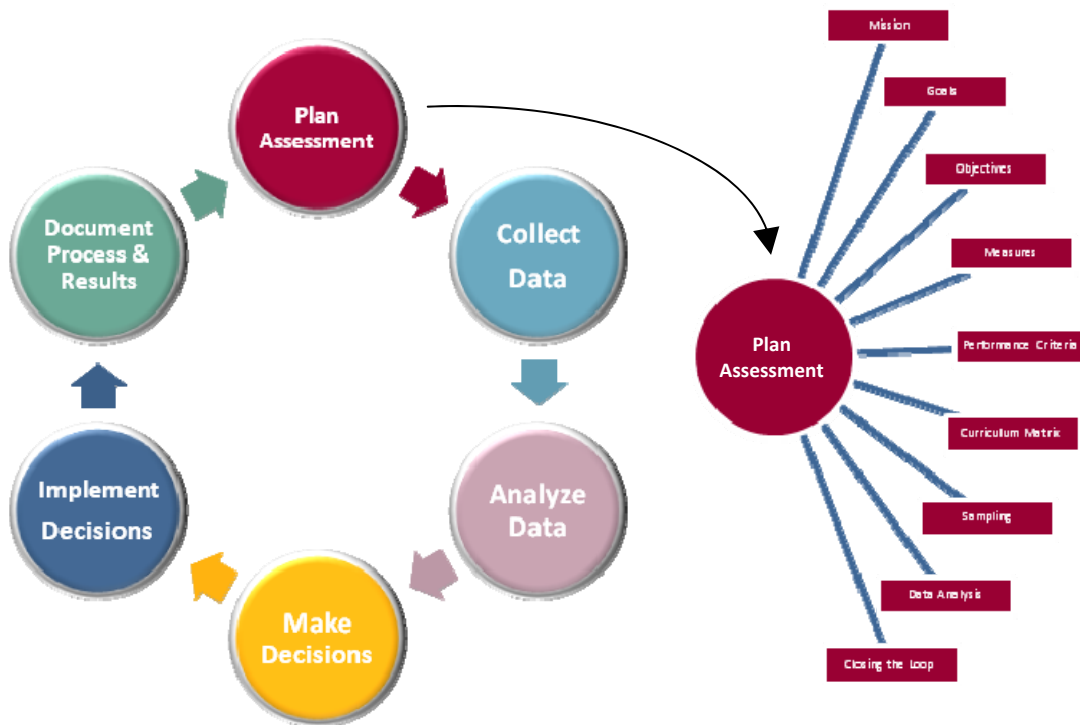 Plan
Assessment
Collect
Data
Analyze
Data
Make
Decisions
Implement
Decisions
Document
Process &
Results
Plan
Assessment
Mission
Goals
Objectives
Measures
Performance Criteria
Curriculum Matrix
Sampling
Data Analysis
Closing the Loop